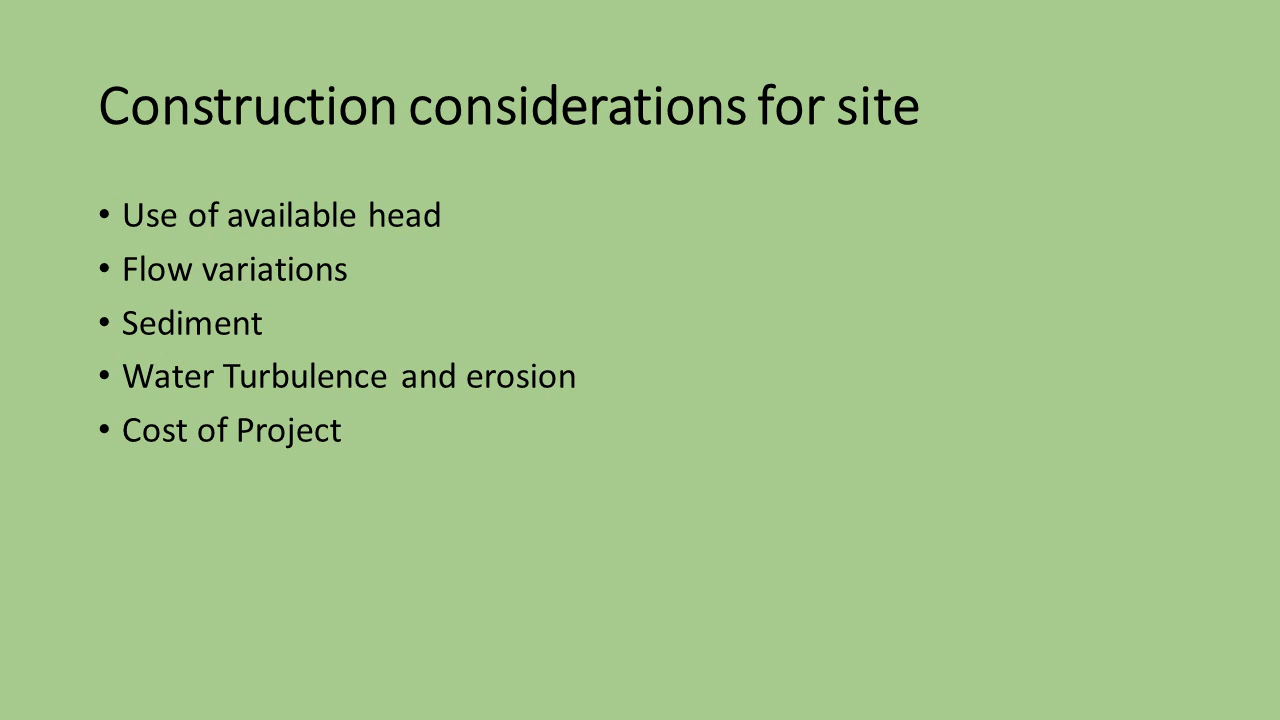 Construction considerations for site
• Use of available head
• Flow variations
• Sediment
• Water Turbulence and erosion
• Cost of Project